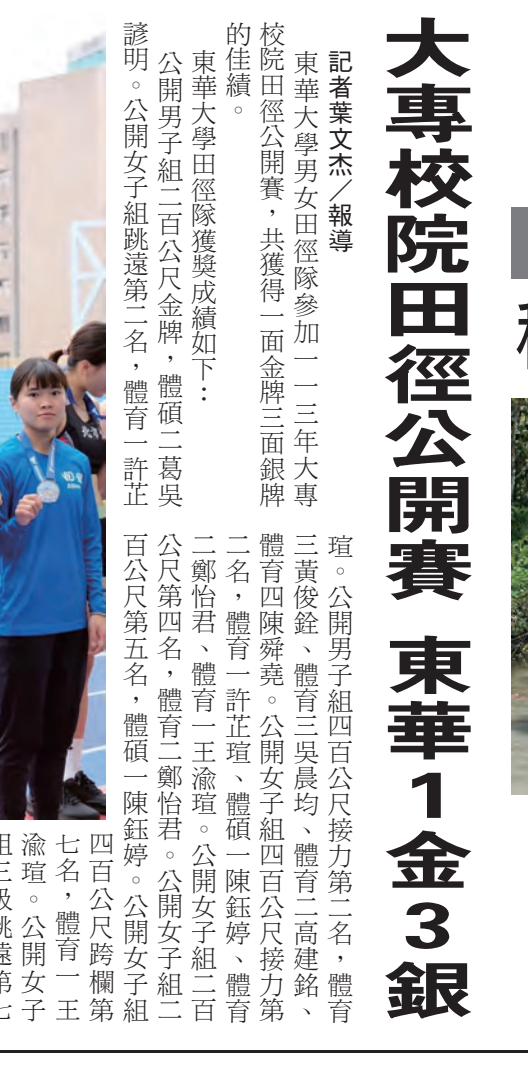 大專校院田徑公開賽 東華1金3銀
記者葉文杰／報導
東華大學男女田徑隊參加一一三年大專
校院田徑公開賽，共獲得一面金牌三面銀牌
的佳績。
東華大學田徑隊獲獎成績如下：
公開男子組二百公尺金牌，體碩二葛吳
諺明。公開女子組跳遠第二名，體育一許芷
瑄。公開男子組四百公尺接力第二名，體育
三黃俊銓、體育三吳晨均、體育二高建銘、
體育四陳舜堯。公開女子組四百公尺接力第
二名，體育一許芷瑄、體碩一陳鈺婷、體育
二鄭怡君、體育一王渝瑄。公開女子組二百
公尺第四名，體育二鄭怡君。公開女子組二
百公尺第五名，體碩一陳鈺婷。公開女子組
四百公尺跨欄第
七名，體育一王
渝瑄。公開女子
組三級跳遠第七